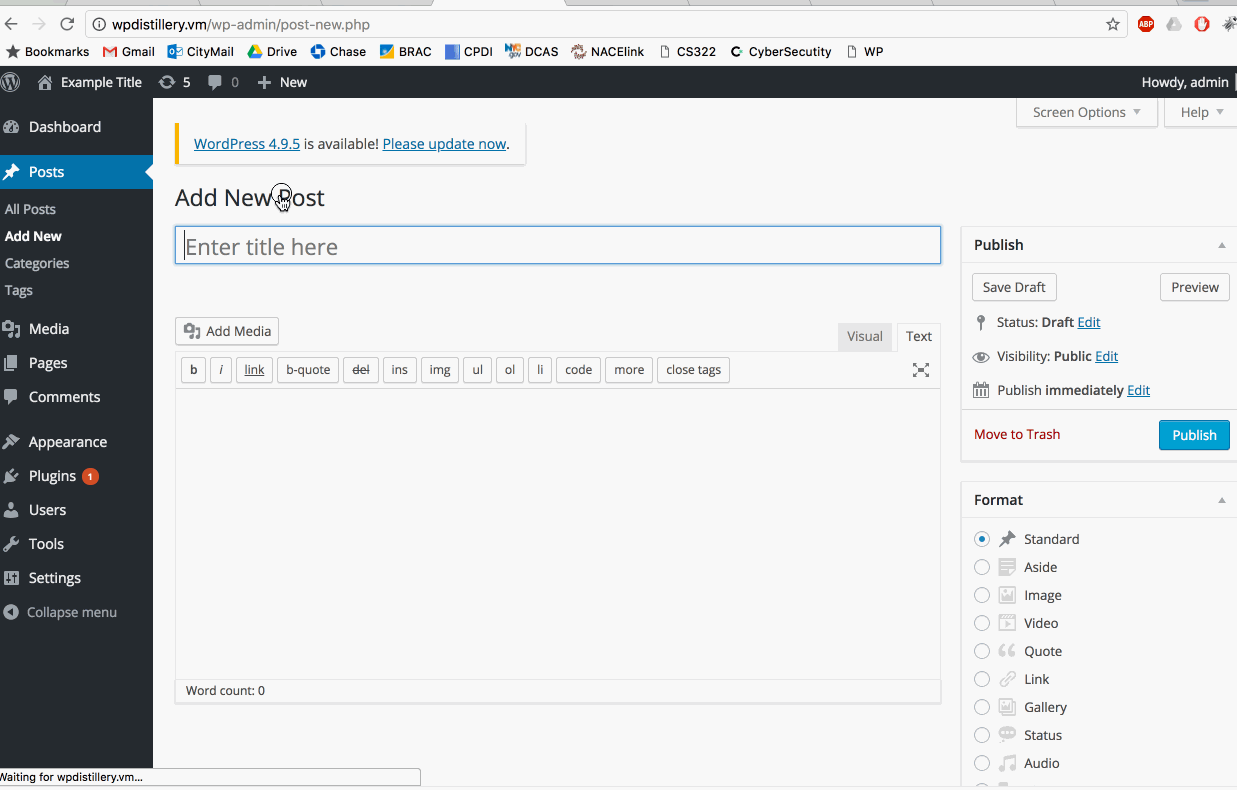 wpdistillery.vm/wp-admin/post-new.php
ABP
Bookmarks Gmail CityMail Drive Chase BRAC CPDI DCAS NACElink CS322 CyberSecutity WP
Example Title 5 0 New Howdy, admin
Screen Options Help
Dashboard
WordPress 4.9.5 is available! Please update now.
Posts
Add New Post
All Posts
Add New
Categories
Tags
Media
Pages
Comments
Appearance
Plugins 1
Users
Tools
Settings
Collapse menu
Enter title here
Add Media
Visual Text
b i link b-quote del ins img ul ol li code more close tags
Word count: 0
Publish
Save Draft Preview
Status: Draft Edit
Visibility: Public Edit
Publish immediately Edit
Move to Trash Publish
Format
Standard
Aside
Image
Video
Quote
Link
Gallery
Status
Audio
Waiting for wpdistillery.vm...